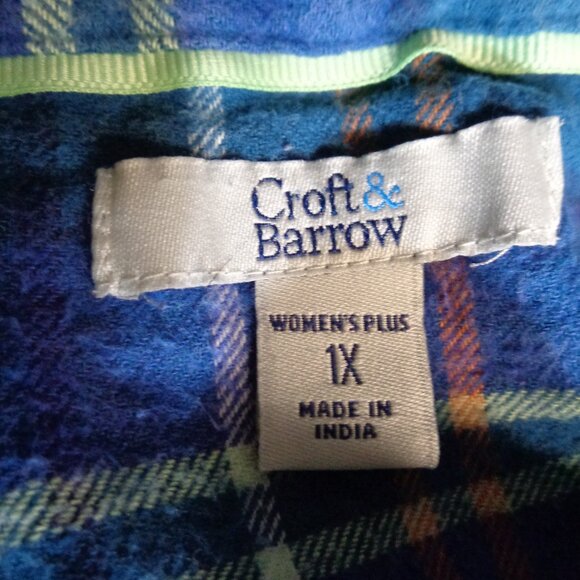 Croft&
Barrow
WOMEN'S PLUS
1X
MADE IN
INDIA